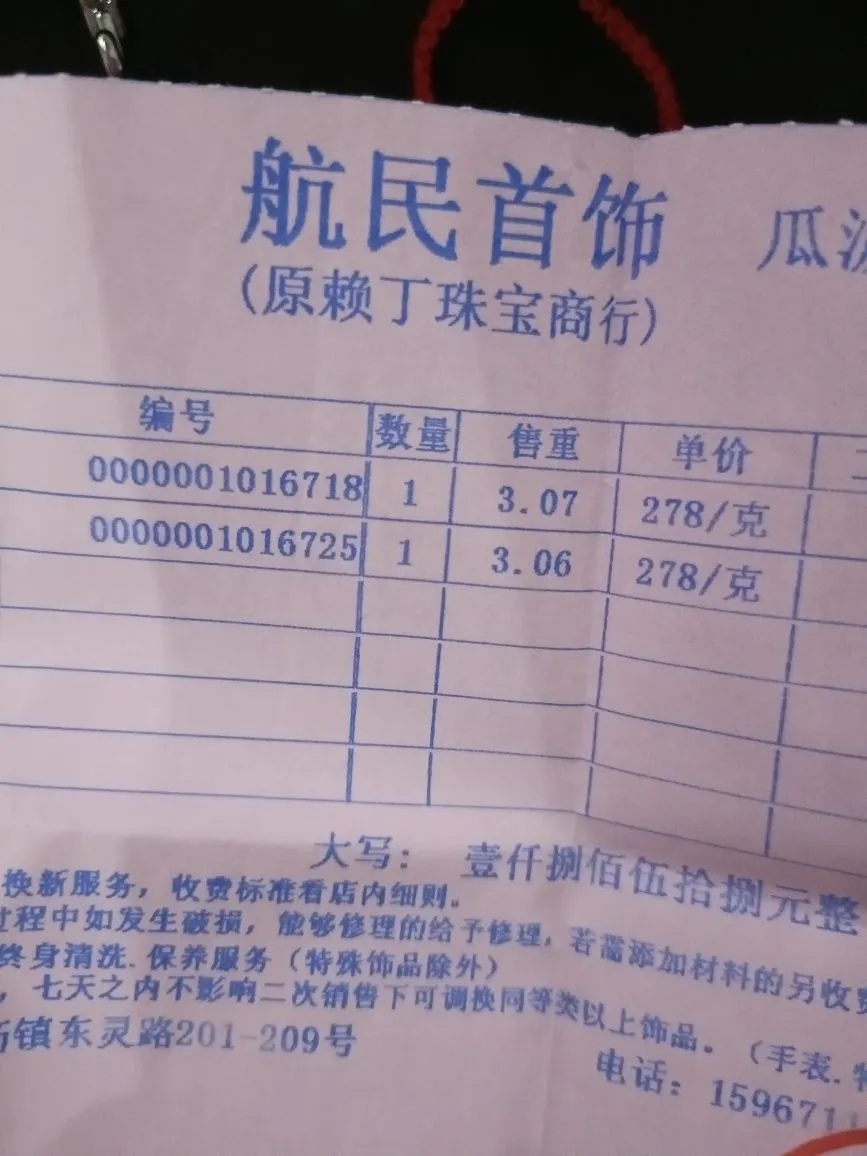 航民首饰 瓜沥
(原赖丁珠宝商行)
编号 数量 售重 单价
0000001016718 1 3.07 278/克
0000001016725 1 3.06 278/克
大写: 壹仟捌佰伍拾捌元整
换新服务, 收费标准看店内细则。
过程中如发生破损, 能够修理的给予修理, 若需添加材料的另收费
终身清洗.保养服务(特殊饰品除外)
, 七天之内不影响二次销售下可调换同等类以上饰品。(手表.特
镇东灵路201-209号
电话: 1596711